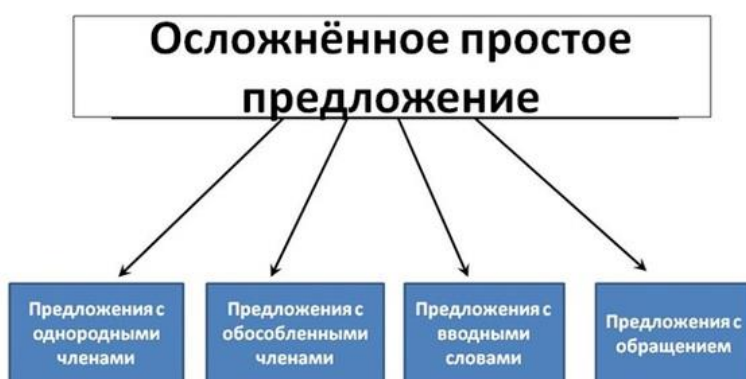 Осложнённое простое
предложение
Предложения с
однородными
членами
Предложения с
обособленными
членами
Предложения с
вводными
словами
Предложения с
обращением